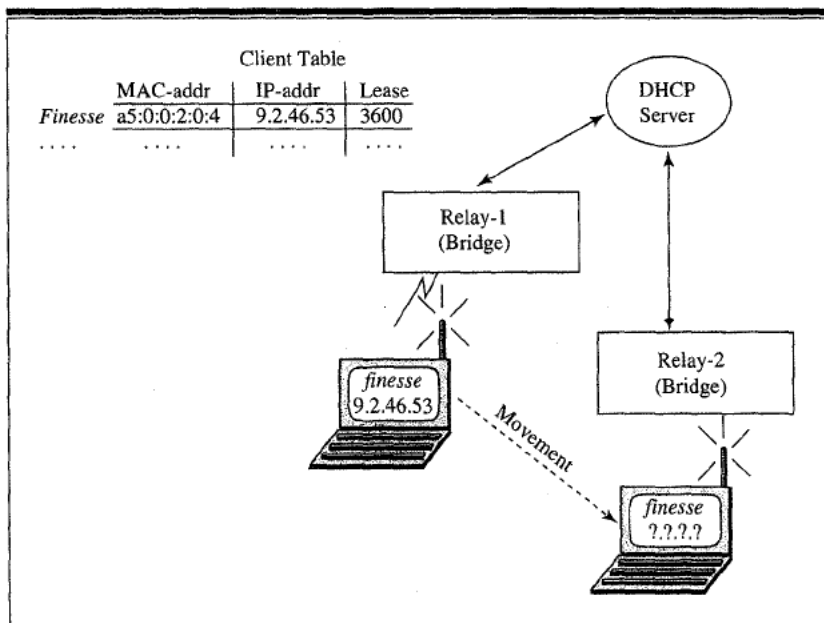 Client Table
MAC-addr IP-addr Lease
Finesse a5:0:0:2:0:4 9.2.46.53 3600
.... .... .... ....
DHCP
Server
Relay-1
(Bridge)
finesse
9.2.46.53
Movement
Relay-2
(Bridge)
finesse
?.?.?.?